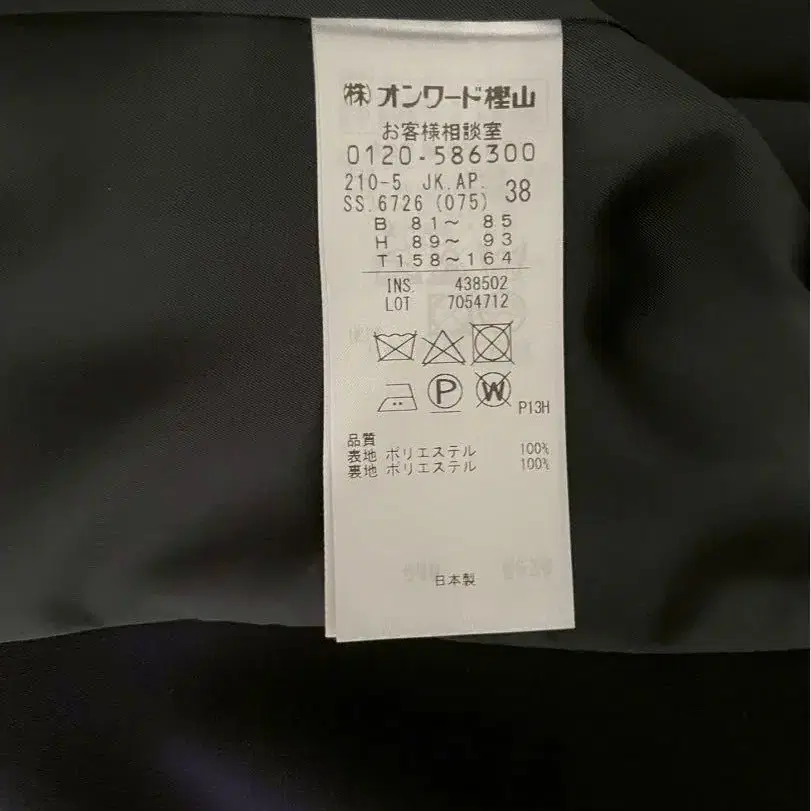 ㈱オンワード樫山
お客様相談室
0120-586300
210-5 JK.AP. 38
SS.6726 (075)
B 81～ 85
H 89～ 93
T158～164
INS. 438502
LOT 7054712
P
W
P13H
品質
表地 ポリエステル 100%
裏地 ポリエステル 100%
日本製